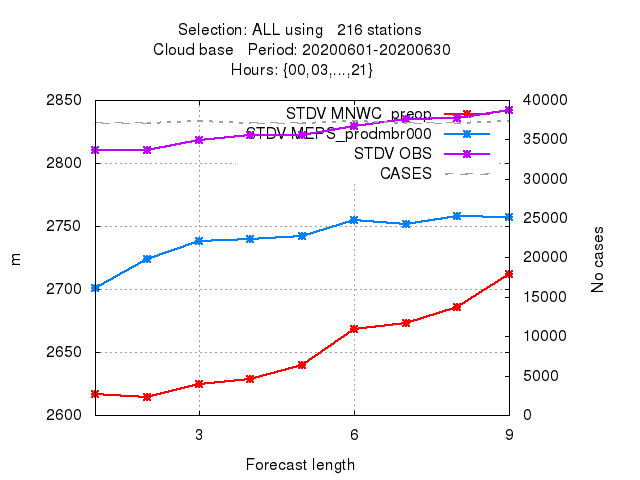 Selection: ALL using   216 stations
Cloud base   Period: 20200601-20200630
Hours: {00,03,...,21}
2850
2800
2750
2700
2650
2600
m
STDV MNWC_preop
STDV MEPS_prodmbr000
STDV OBS
CASES
40000
35000
30000
25000
20000
15000
10000
5000
0
No cases
3
6
9
Forecast length